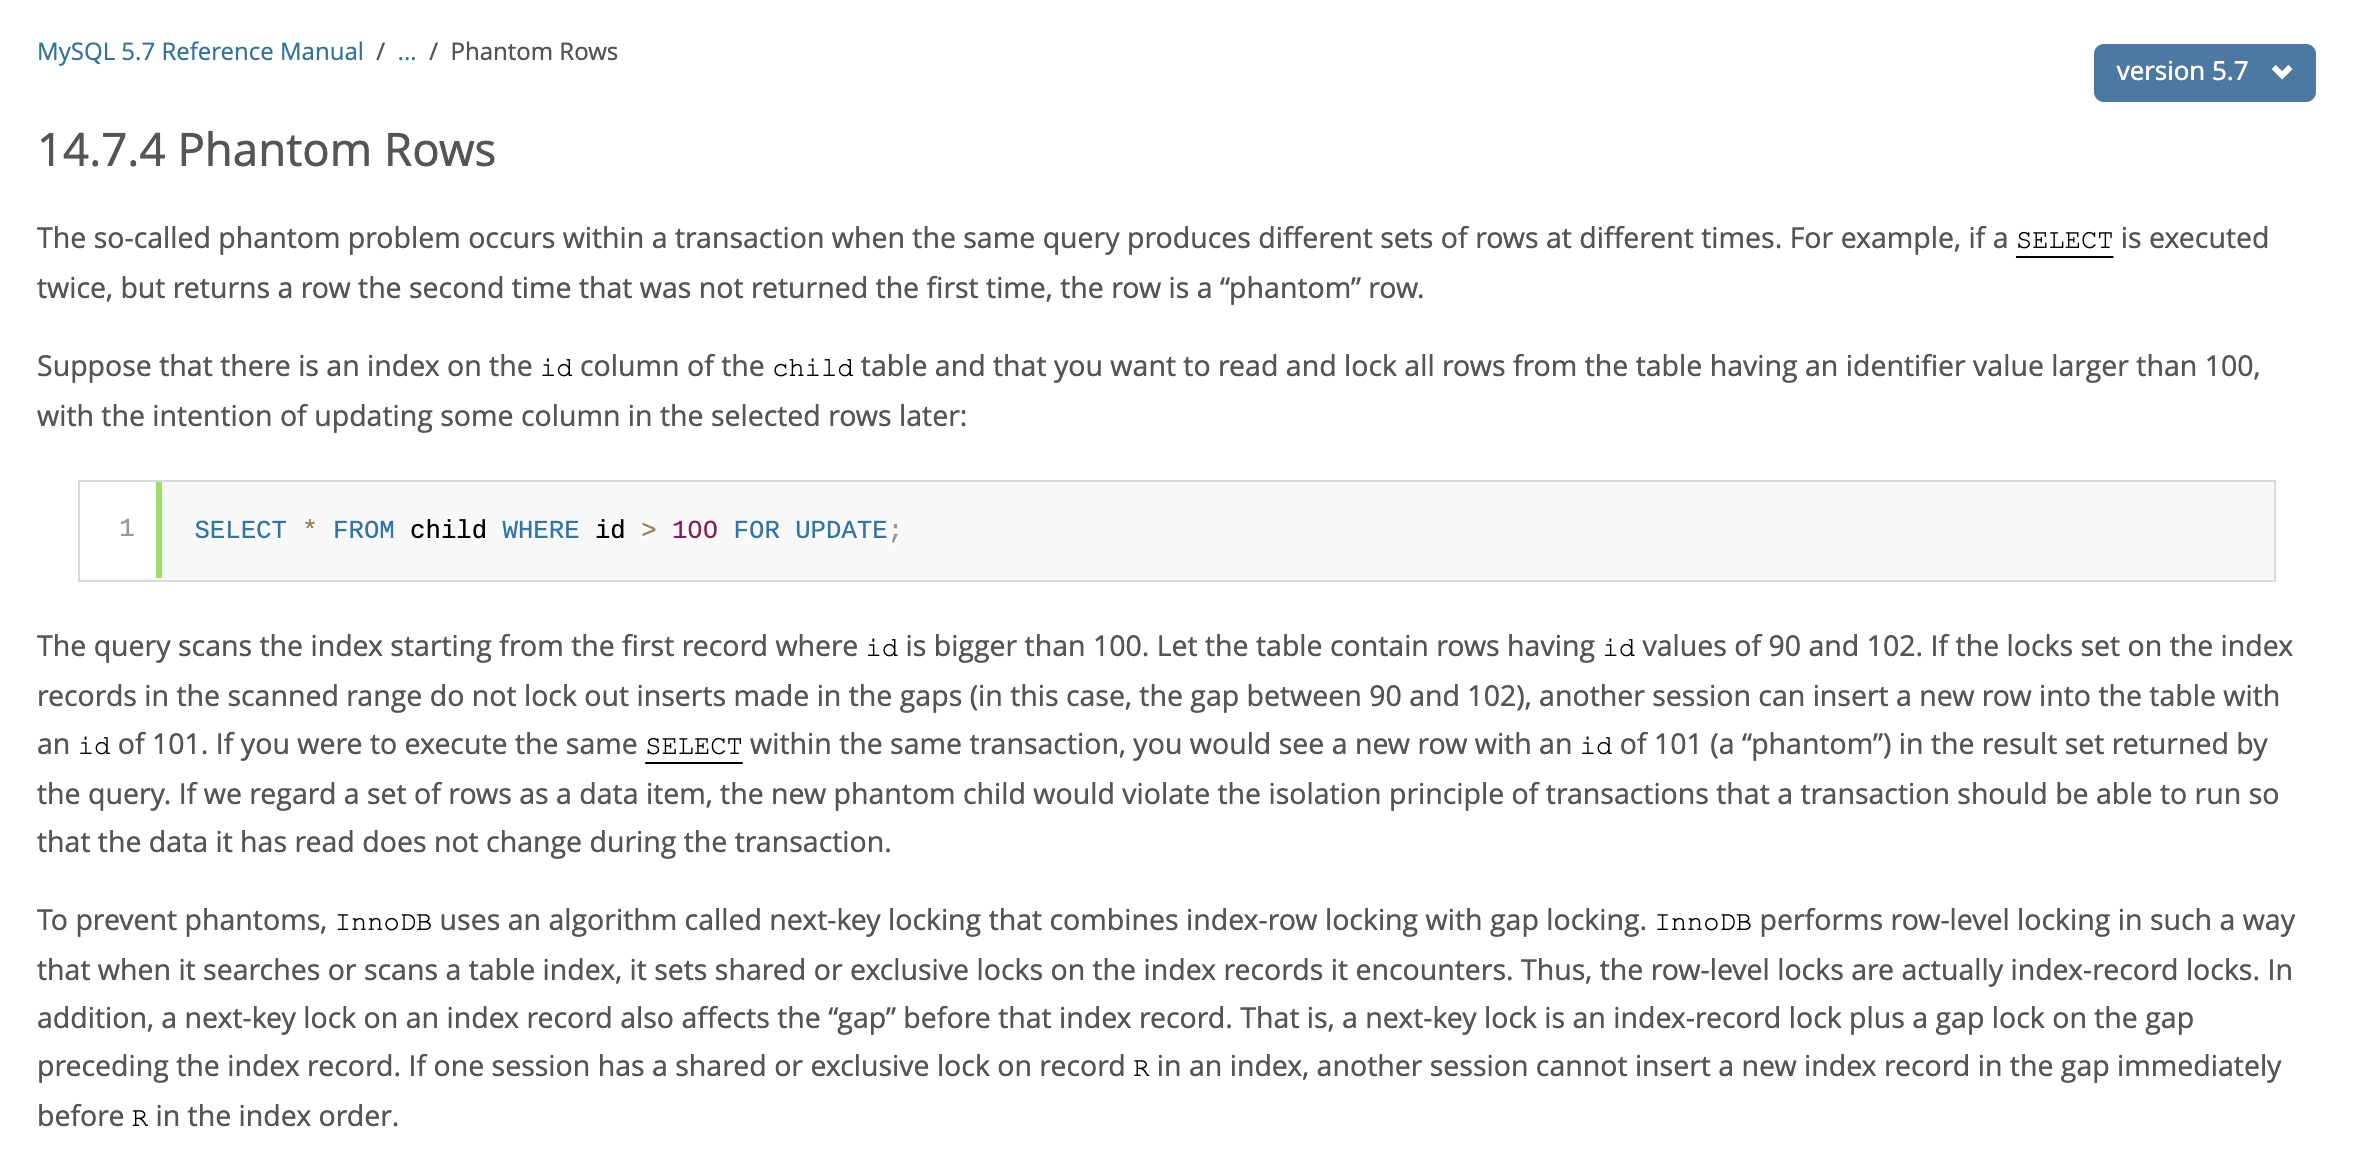 MySQL 5.7 Reference Manual / ... / Phantom Rows
version 5.7
14.7.4 Phantom Rows
The so-called phantom problem occurs within a transaction when the same query produces different sets of rows at different times. For example, if a SELECT is executed
twice, but returns a row the second time that was not returned the first time, the row is a “phantom” row.
Suppose that there is an index on the id column of the child table and that you want to read and lock all rows from the table having an identifier value larger than 100,
with the intention of updating some column in the selected rows later:
1 SELECT * FROM child WHERE id > 100 FOR UPDATE;
The query scans the index starting from the first record where id is bigger than 100. Let the table contain rows having id values of 90 and 102. If the locks set on the index
records in the scanned range do not lock out inserts made in the gaps (in this case, the gap between 90 and 102), another session can insert a new row into the table with
an id of 101. If you were to execute the same SELECT within the same transaction, you would see a new row with an id of 101 (a “phantom”) in the result set returned by
the query. If we regard a set of rows as a data item, the new phantom child would violate the isolation principle of transactions that a transaction should be able to run so
that the data it has read does not change during the transaction.
To prevent phantoms, InnoDB uses an algorithm called next-key locking that combines index-row locking with gap locking. InnoDB performs row-level locking in such a way
that when it searches or scans a table index, it sets shared or exclusive locks on the index records it encounters. Thus, the row-level locks are actually index-record locks. In
addition, a next-key lock on an index record also affects the “gap” before that index record. That is, a next-key lock is an index-record lock plus a gap lock on the gap
preceding the index record. If one session has a shared or exclusive lock on record R in an index, another session cannot insert a new index record in the gap immediately
before R in the index order.